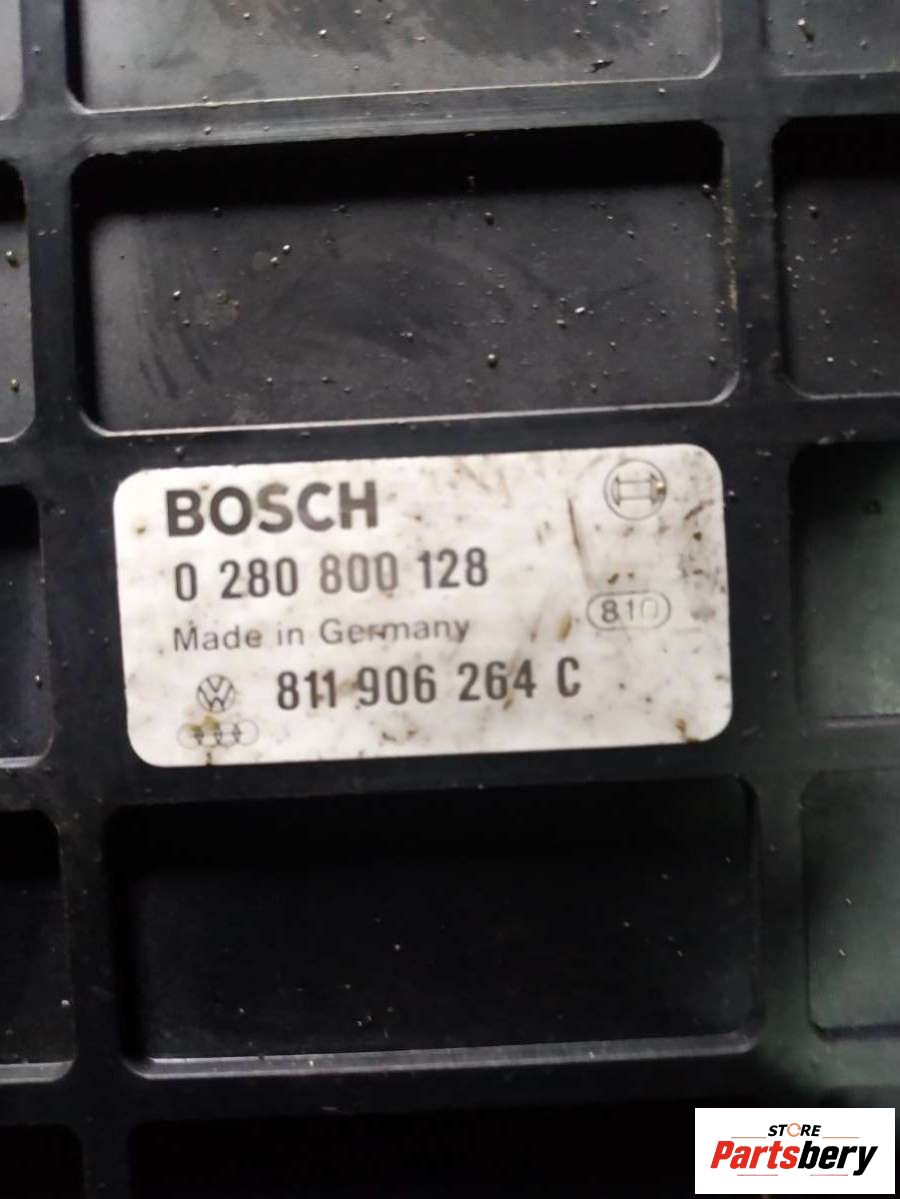 BOSCH
0 280 800 128
Made in Germany
810
811 906 264 C
STORE
Partsbery